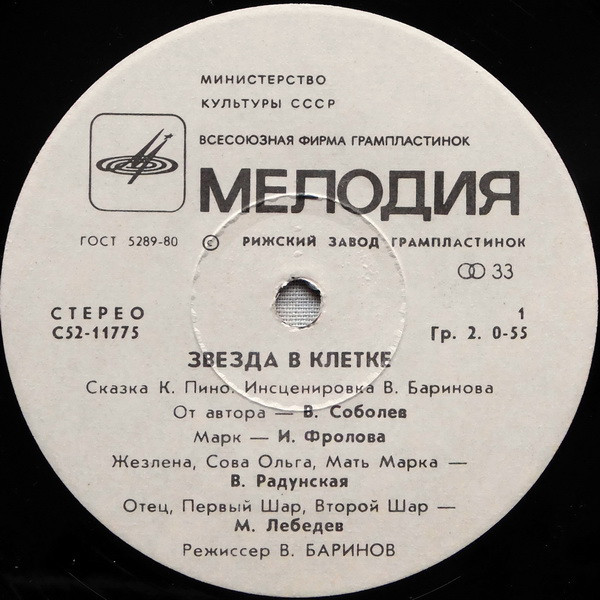 МИНИСТЕРСТВО
КУЛЬТУРЫ СССР
ВСЕСОЮЗНАЯ ФИРМА ГРАМПЛАСТИНОК
МЕЛОДИЯ
ГОСТ 5289-80 © РИЖСКИЙ ЗАВОД ГРАМПЛАСТИНОК
33
СТЕРЕО 1
С52-11775 Гр. 2. 0-55
ЗВЕЗДА В КЛЕТКЕ
Сказка К. Пино. Инсценировка В. Баринова
От автора — В. Соболев
Марк — И. Фролова
Жезлена, Сова Ольга, Мать Марка —
В. Радунская
Отец, Первый Шар, Второй Шар —
М. Лебедев
Режиссер В. БАРИНОВ